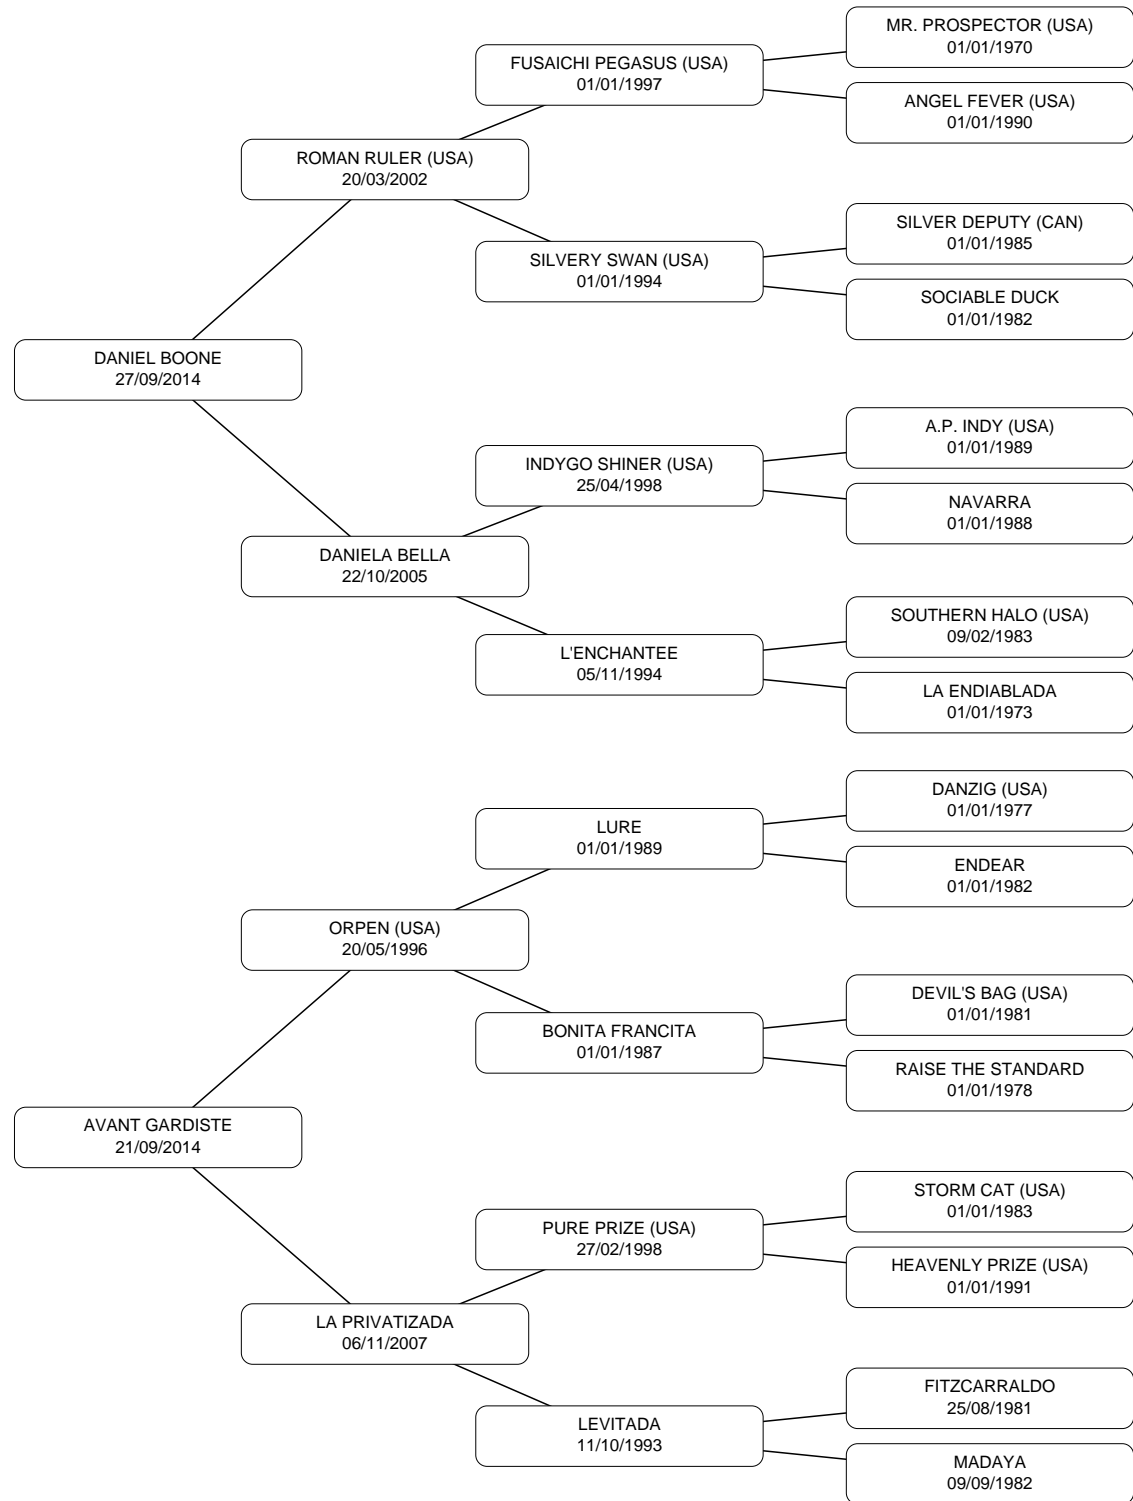 MR. PROSPECTOR (USA)
01/01/1970
FUSAICHI PEGASUS (USA)
01/01/1997
ANGEL FEVER (USA)
01/01/1990
ROMAN RULER (USA)
20/03/2002
SILVER DEPUTY (CAN)
01/01/1985
SILVERY SWAN (USA)
01/01/1994
SOCIABLE DUCK
01/01/1982
DANIEL BOONE
27/09/2014
A.P. INDY (USA)
01/01/1989
INDYGO SHINER (USA)
25/04/1998
NAVARRA
01/01/1988
DANIELA BELLA
22/10/2005
SOUTHERN HALO (USA)
09/02/1983
L'ENCHANTEE
05/11/1994
LA ENDIABLADA
01/01/1973
DANZIG (USA)
01/01/1977
LURE
01/01/1989
ENDEAR
01/01/1982
ORPEN (USA)
20/05/1996
DEVIL'S BAG (USA)
01/01/1981
BONITA FRANCITA
01/01/1987
RAISE THE STANDARD
01/01/1978
AVANT GARDISTE
21/09/2014
STORM CAT (USA)
01/01/1983
PURE PRIZE (USA)
27/02/1998
HEAVENLY PRIZE (USA)
01/01/1991
LA PRIVATIZADA
06/11/2007
FITZCARRALDO
25/08/1981
LEVITADA
11/10/1993
MADAYA
09/09/1982